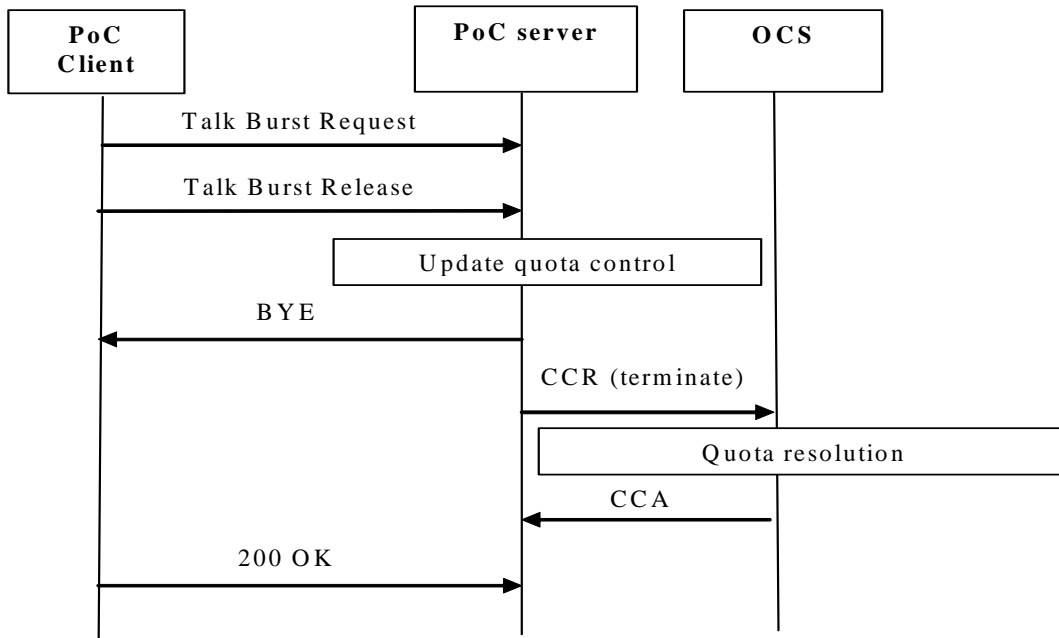 PoC
Client
PoC server
OCS
Talk Burst Request
Talk Burst Release
Update quota control
BYE
CCR (terminate)
Quota resolution
CCA
200 OK